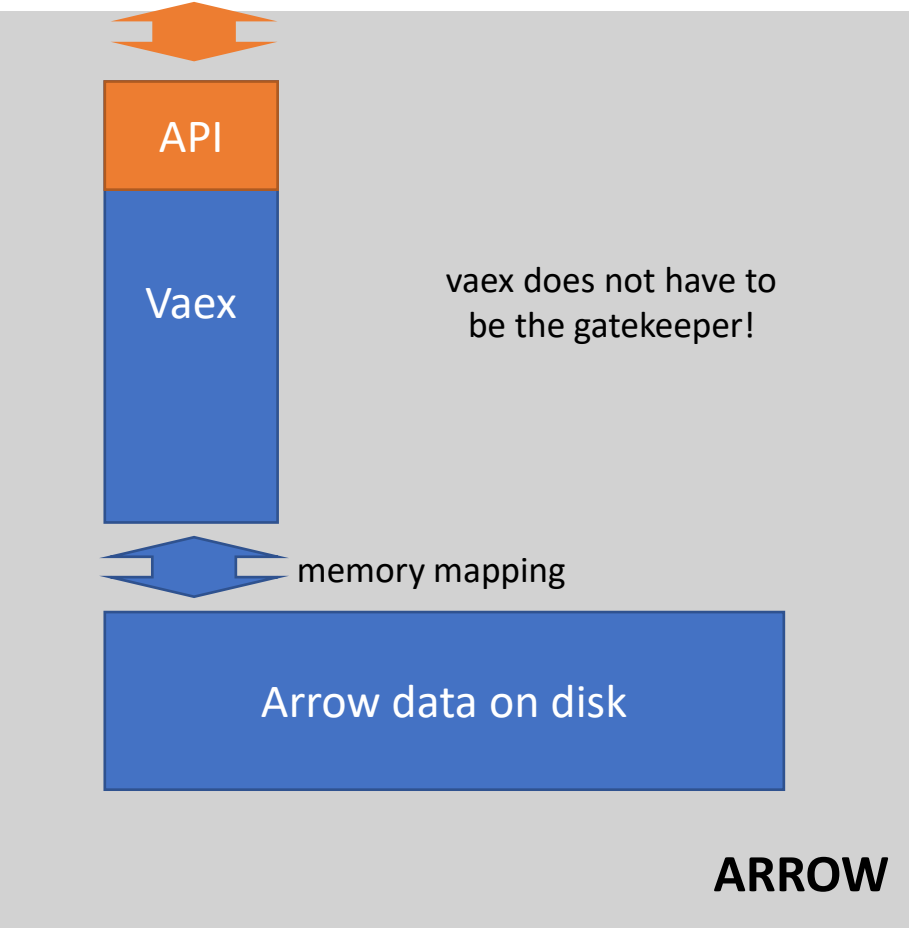 API
Vaex
vaex does not have to
be the gatekeeper!
memory mapping
Arrow data on disk
ARROW